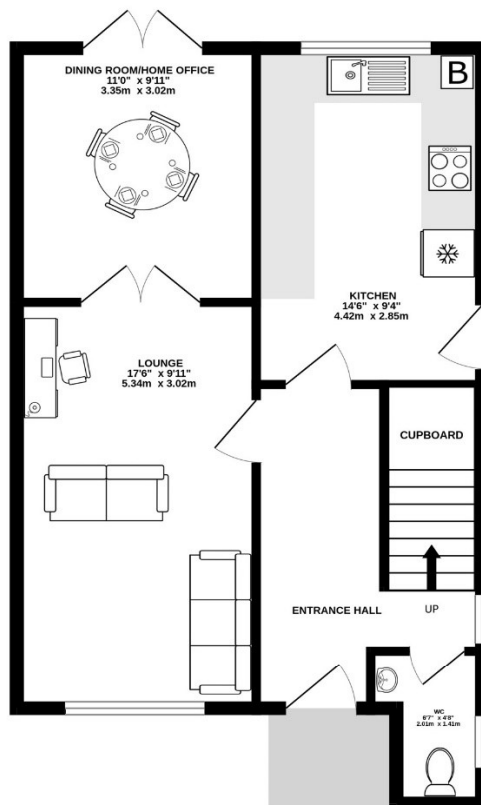 DINING ROOM/HOME OFFICE
11'0" x 9'11"
3.35m x 3.02m
B
KITCHEN
14'6" x 9'4"
4.42m x 2.85m
LOUNGE
17'6" x 9'11"
5.34m x 3.02m
CUPBOARD
ENTRANCE HALL
UP
WC
6'7" x 4'8"
2.01m x 1.41m